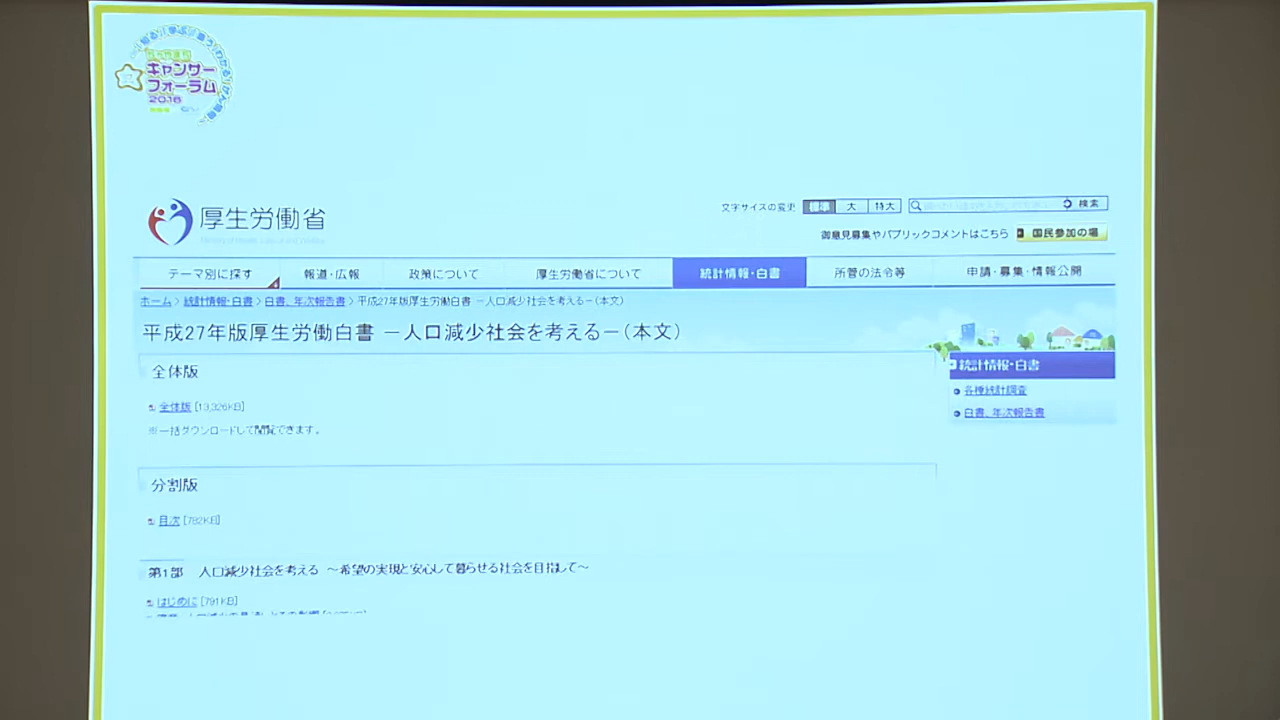 キャンサー
フォーラム
2016
厚生労働省
文字サイズの変更 標準 大 特大 検索
御意見募集やパブリックコメントはこちら 国民参加の場
テーマ別に探す 報道・広報 政策について 厚生労働省について 統計情報・白書 所管の法令等 申請・募集・情報公開
ホーム > 統計情報・白書 > 白書、年次報告書 > 平成27年版厚生労働白書 －人口減少社会を考える－(本文)
平成27年版厚生労働白書 －人口減少社会を考える－(本文)
統計情報・白書
各種統計調査
白書、年次報告書
全体版
全体版 [13,326KB]
※一括ダウンロードして閲覧できます。
分割版
目次 [782KB]
第1部 人口減少社会を考える ～希望の実現と安心して暮らせる社会を目指して～
はじめに [791KB]